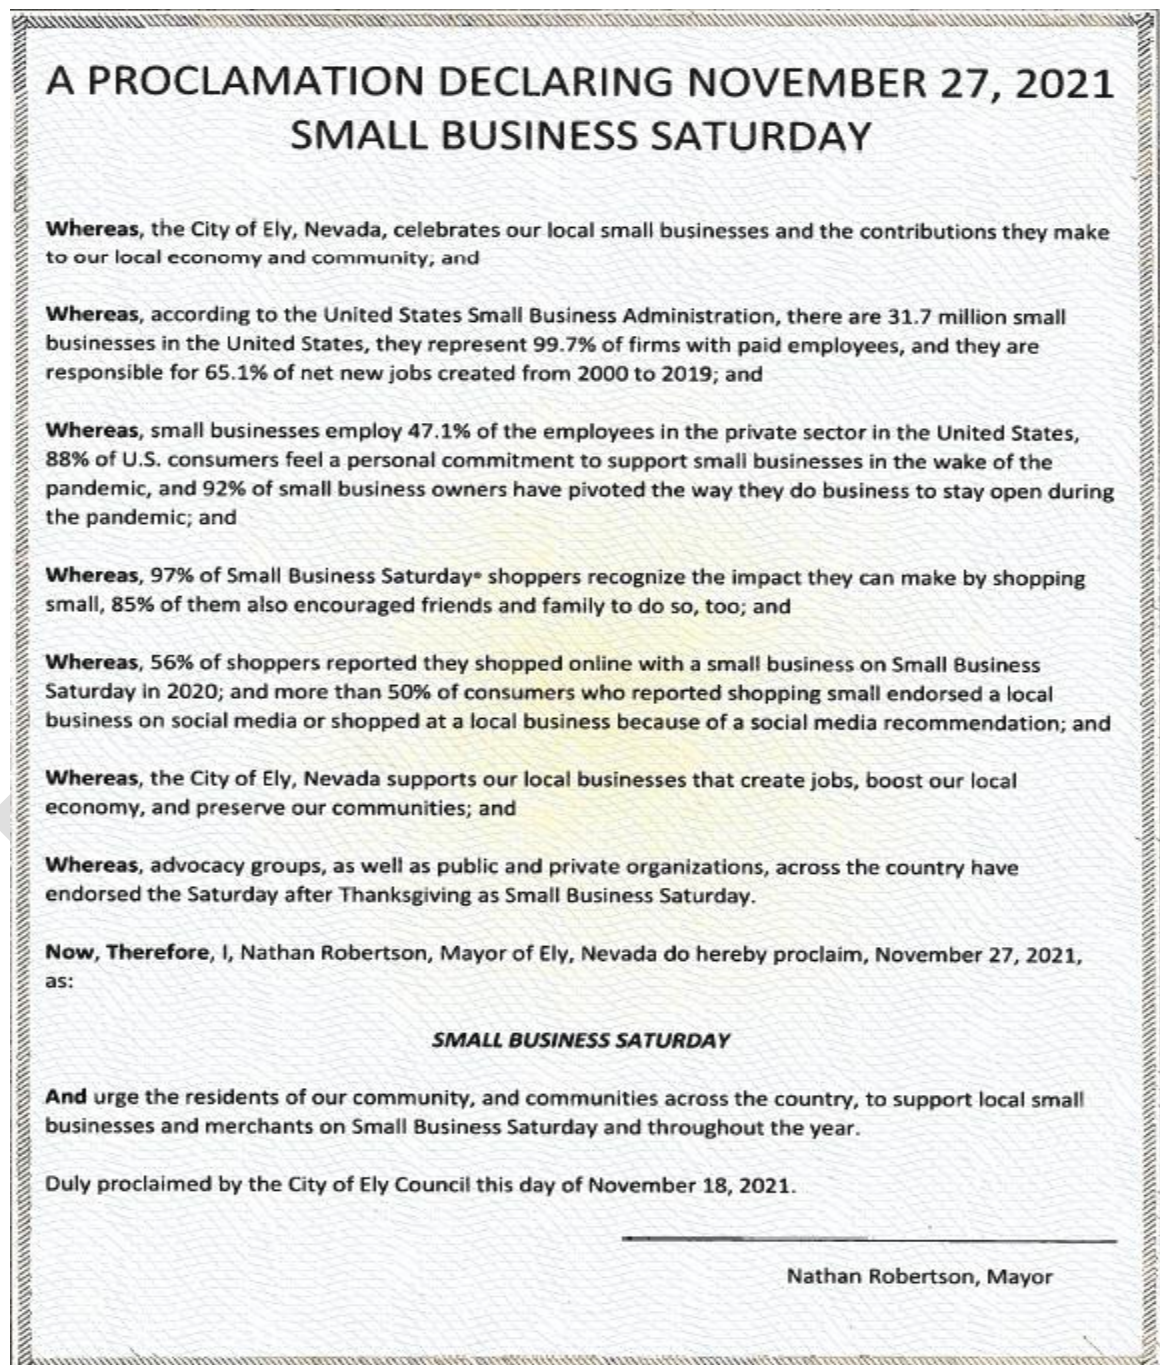 A PROCLAMATION DECLARING NOVEMBER 27, 2021
SMALL BUSINESS SATURDAY
Whereas, the City of Ely, Nevada, celebrates our local small businesses and the contributions they make
to our local economy and community; and
Whereas, according to the United States Small Business Administration, there are 31.7 million small
businesses in the United States, they represent 99.7% of firms with paid employees, and they are
responsible for 65.1% of net new jobs created from 2000 to 2019; and
Whereas, small businesses employ 47.1% of the employees in the private sector in the United States,
88% of U.S. consumers feel a personal commitment to support small businesses in the wake of the
pandemic, and 92% of small business owners have pivoted the way they do business to stay open during
the pandemic; and
Whereas, 97% of Small Business Saturday® shoppers recognize the impact they can make by shopping
small, 85% of them also encouraged friends and family to do so, too; and
Whereas, 56% of shoppers reported they shopped online with a small business on Small Business
Saturday in 2020; and more than 50% of consumers who reported shopping small endorsed a local
business on social media or shopped at a local business because of a social media recommendation; and
Whereas, the City of Ely, Nevada supports our local businesses that create jobs, boost our local
economy, and preserve our communities; and
Whereas, advocacy groups, as well as public and private organizations, across the country have
endorsed the Saturday after Thanksgiving as Small Business Saturday.
Now, Therefore, I, Nathan Robertson, Mayor of Ely, Nevada do hereby proclaim, November 27, 2021,
as:
SMALL BUSINESS SATURDAY
And urge the residents of our community, and communities across the country, to support local small
businesses and merchants on Small Business Saturday and throughout the year.
Duly proclaimed by the City of Ely Council this day of November 18, 2021.
Nathan Robertson, Mayor